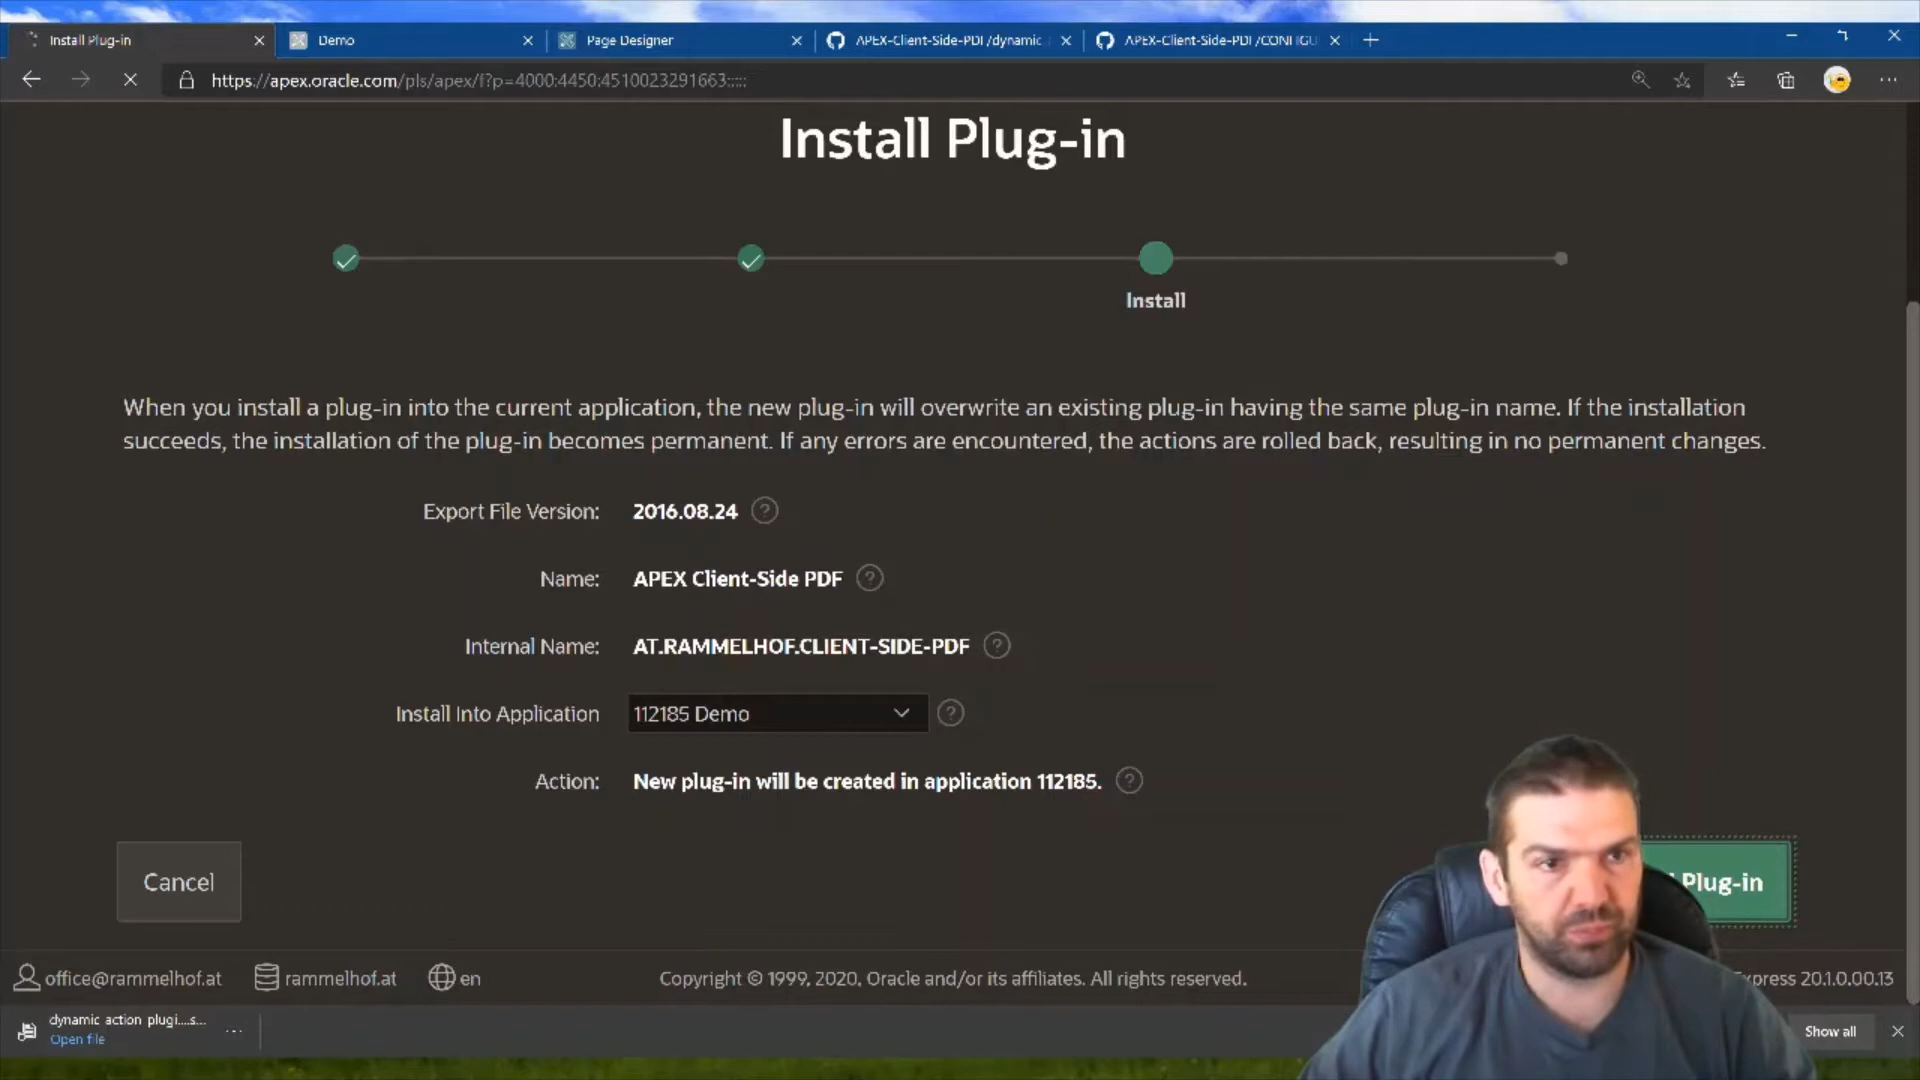 Install Plug-in
Demo
Page Designer
APEX-Client-Side-PDF/dynamic
APEX-Client-Side-PDF/CONFIGU
https://apex.oracle.com/pls/apex/f?p=4000:4450:4510023291663:::::
Install Plug-in
Install
When you install a plug-in into the current application, the new plug-in will overwrite an existing plug-in having the same plug-in name. If the installation
succeeds, the installation of the plug-in becomes permanent. If any errors are encountered, the actions are rolled back, resulting in no permanent changes.
Export File Version: 2016.08.24 ?
Name: APEX Client-Side PDF ?
Internal Name: AT.RAMMELHOF.CLIENT-SIDE-PDF ?
Install Into Application 112185 Demo ?
Action: New plug-in will be created in application 112185. ?
Cancel
Plug-in
office@rammelhof.at rammelhof.at en Copyright © 1999, 2020, Oracle and/or its affiliates. All rights reserved. xpress 20.1.0.00.13
dynamic action plugi....s...
Open file
Show all